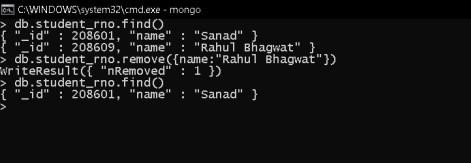 C:\WINDOWS\system32\cmd.exe - mongo
> db.student_rno.find()
{ "_id" : 208601, "name" : "Sanad" }
{ "_id" : 208609, "name" : "Rahul Bhagwat" }
> db.student_rno.remove({name:"Rahul Bhagwat"})
WriteResult({ "nRemoved" : 1 })
> db.student_rno.find()
{ "_id" : 208601, "name" : "Sanad" }
>